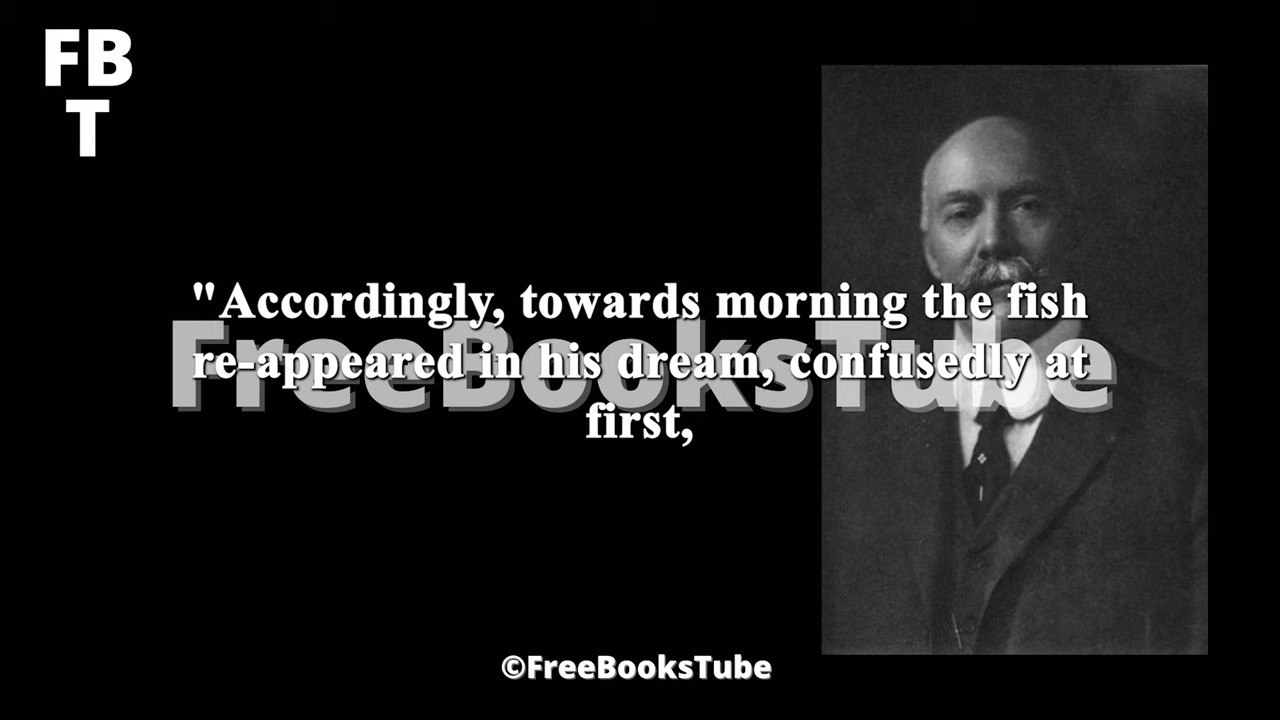 FB
T
"Accordingly, towards morning the fish
re-appeared in his dream, confusedly at
first,
FreeBooksTube
©FreeBooksTube